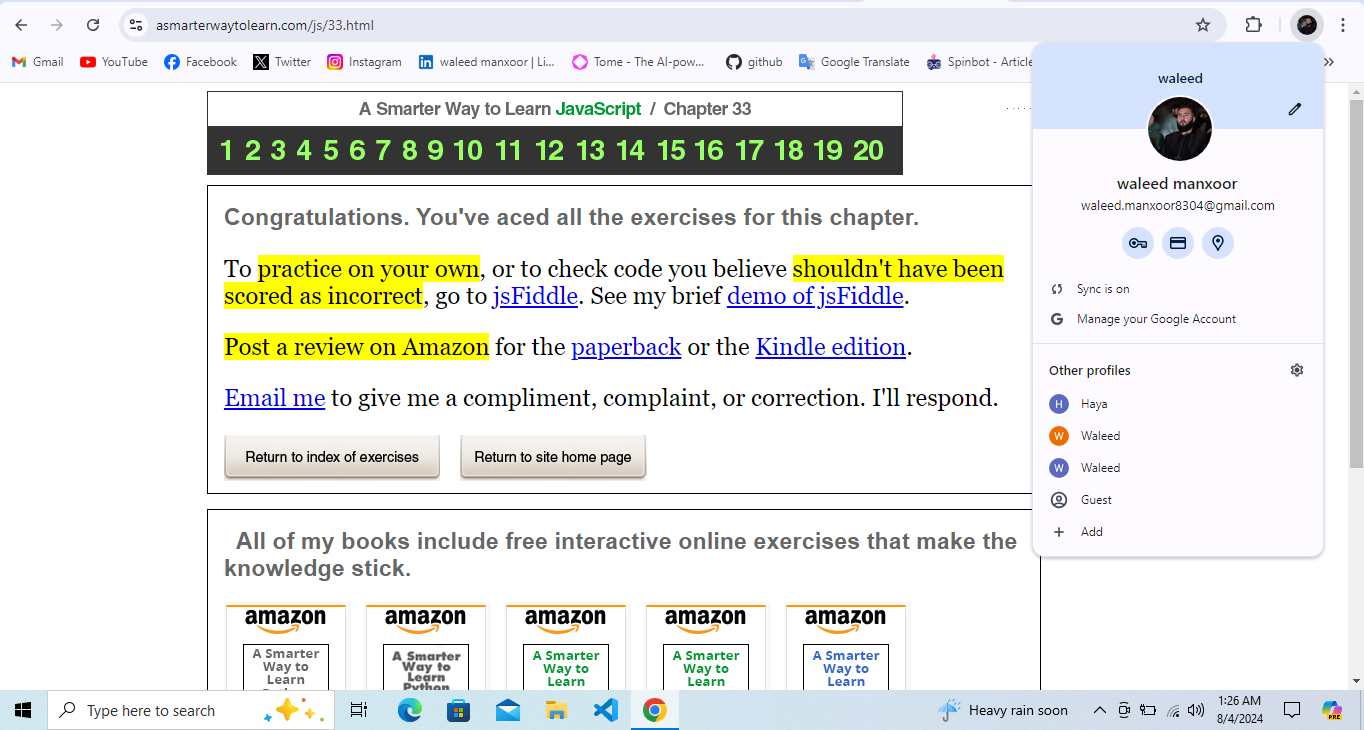 asmarterwaytolearn.com/js/33.html
Gmail YouTube Facebook Twitter Instagram waleed manxoor | Li... Tome - The AI-pow... github Google Translate Spinbot - Article
A Smarter Way to Learn JavaScript / Chapter 33
1 2 3 4 5 6 7 8 9 10 11 12 13 14 15 16 17 18 19 20
Congratulations. You've aced all the exercises for this chapter.
To practice on your own, or to check code you believe shouldn't have been
scored as incorrect, go to jsFiddle. See my brief demo of jsFiddle.
Post a review on Amazon for the paperback or the Kindle edition.
Email me to give me a compliment, complaint, or correction. I'll respond.
Return to index of exercises Return to site home page
All of my books include free interactive online exercises that make the
knowledge stick.
amazon amazon amazon amazon amazon
A Smarter A Smarter A Smarter A Smarter A Smarter
Way to Way to Way to Way to Way to
Learn Learn Learn Learn Learn
Python
waleed
waleed manxoor
waleed.manxoor8304@gmail.com
Sync is on
G Manage your Google Account
Other profiles
H Haya
W Waleed
W Waleed
Guest
+ Add
Type here to search
Heavy rain soon
1:26 AM
8/4/2024
PRE